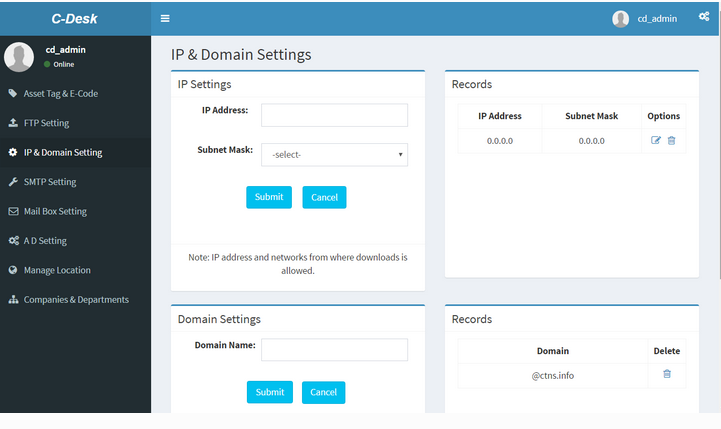 C-Desk
cd_admin
cd_admin
Online
Asset Tag & E-Code
FTP Setting
IP & Domain Setting
SMTP Setting
Mail Box Setting
A D Setting
Manage Location
Companies & Departments
IP & Domain Settings
IP Settings
IP Address:
Subnet Mask:
-select-
Submit
Cancel
Note: IP address and networks from where downloads is
allowed.
Records
IP Address Subnet Mask Options
0.0.0.0 0.0.0.0
Domain Settings
Domain Name:
Submit
Cancel
Records
Domain Delete
@ctns.info